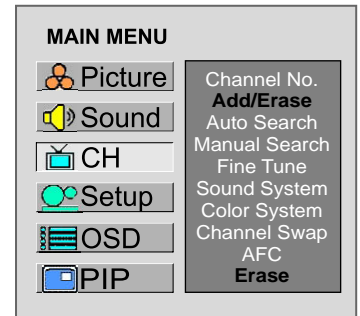 MAIN MENU
Picture
Sound
CH
Setup
OSD
PIP
Channel No.
Add/Erase
Auto Search
Manual Search
Fine Tune
Sound System
Color System
Channel Swap
AFC
Erase